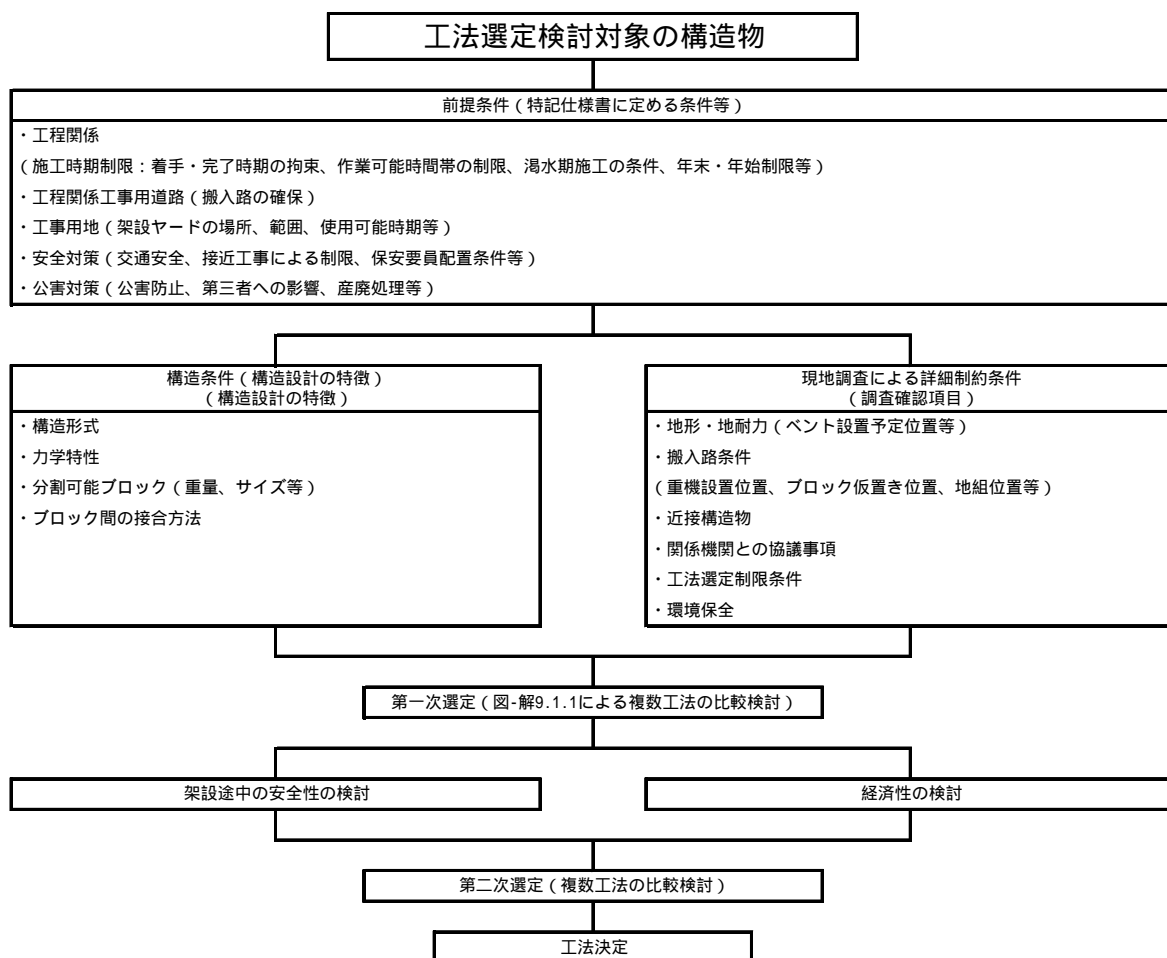 工法選定検討対象の構造物
前提条件(特記仕様書に定める条件等)
・工程関係
(施工時期制限:着手・完了時期の拘束、作業可能時間帯の制限、渇水期施工の条件、年末・年始制限等)
・工程関係工事用道路(搬入路の確保)
・工事用地(架設ヤードの場所、範囲、使用可能時期等)
・安全対策(交通安全、接近工事による制限、保安要員配置条件等)
・公害対策(公害防止、第三者への影響、産廃処理等)
構造条件(構造設計の特徴)
(構造設計の特徴)
・構造形式
・力学特性
・分割可能ブロック(重量、サイズ等)
・ブロック間の接合方法
現地調査による詳細制約条件
(調査確認項目)
・地形・地耐力(ベント設置予定位置等)
・搬入路条件
(重機設置位置、ブロック仮置き位置、地組位置等)
・近接構造物
・関係機関との協議事項
・工法選定制限条件
・環境保全
第一次選定(図-解9.1.1による複数工法の比較検討)
架設途中の安全性の検討
経済性の検討
第二次選定(複数工法の比較検討)
工法決定